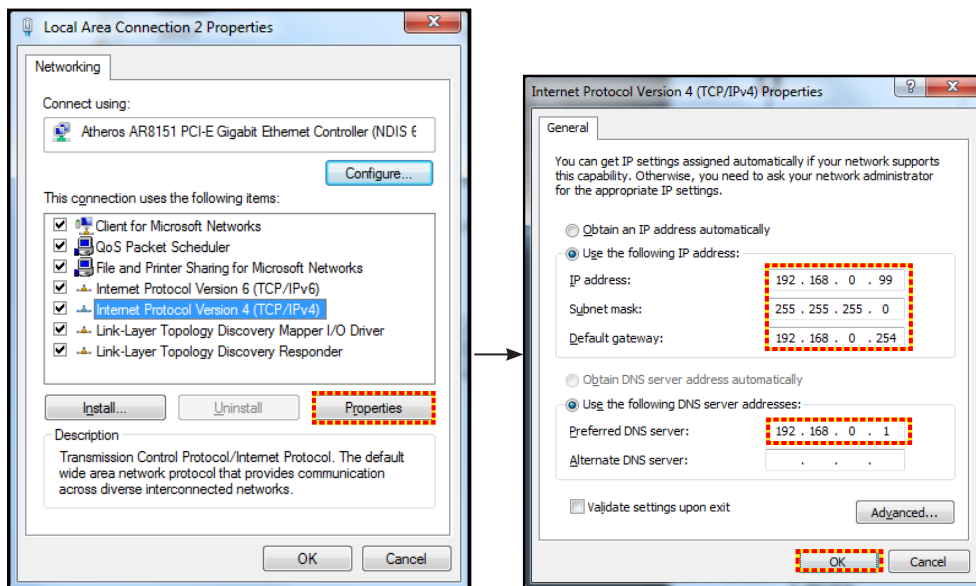 Local Area Connection 2 Properties
Networking
Connect using:
Atheros AR8151 PCI-E Gigabit Ethernet Controller (NDIS 6
Configure...
This connection uses the following items:
Client for Microsoft Networks
QoS Packet Scheduler
File and Printer Sharing for Microsoft Networks
Internet Protocol Version 6 (TCP/IPv6)
Internet Protocol Version 4 (TCP/IPv4)
Link-Layer Topology Discovery Mapper I/O Driver
Link-Layer Topology Discovery Responder
Install...
Uninstall
Properties
Description
Transmission Control Protocol/Internet Protocol. The default
wide area network protocol that provides communication
across diverse interconnected networks.
OK
Cancel
Internet Protocol Version 4 (TCP/IPv4) Properties
General
You can get IP settings assigned automatically if your network supports
this capability. Otherwise, you need to ask your network administrator
for the appropriate IP settings.
Obtain an IP address automatically
Use the following IP address:
IP address: 192 . 168 . 0 . 99
Subnet mask: 255 . 255 . 255 . 0
Default gateway: 192 . 168 . 0 . 254
Obtain DNS server address automatically
Use the following DNS server addresses:
Preferred DNS server: 192 . 168 . 0 . 1
Alternate DNS server: . . .
Validate settings upon exit
Advanced...
OK
Cancel